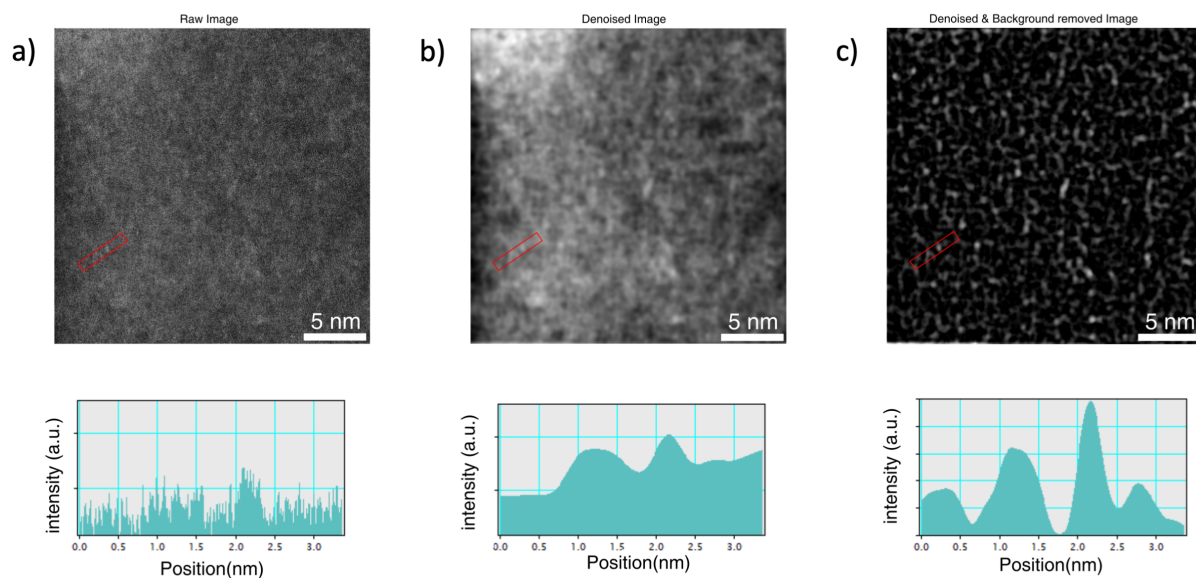 Raw Image
Denoised Image
Denoised & Background removed Image
a)
b)
c)
5 nm
5 nm
5 nm
intensity (a.u.)
0.0 0.5 1.0 1.5 2.0 2.5 3.0
Position(nm)
intensity (a.u.)
0.0 0.5 1.0 1.5 2.0 2.5 3.0
Position(nm)
intensity (a.u.)
0.0 0.5 1.0 1.5 2.0 2.5 3.0
Position(nm)